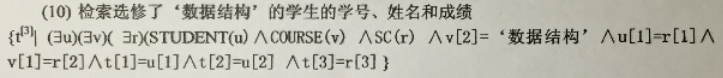 (10) 检索选修了‘数据结构’的学生的学号、姓名和成绩
{t[3]| (∃u)(∃v)( ∃r)(STUDENT(u)∧COURSE(v) ∧SC(r) ∧v[2]=‘数据结构’∧u[1]=r[1]∧
v[1]=r[2]∧t[1]=u[1]∧t[2]=u[2] ∧t[3]=r[3] }